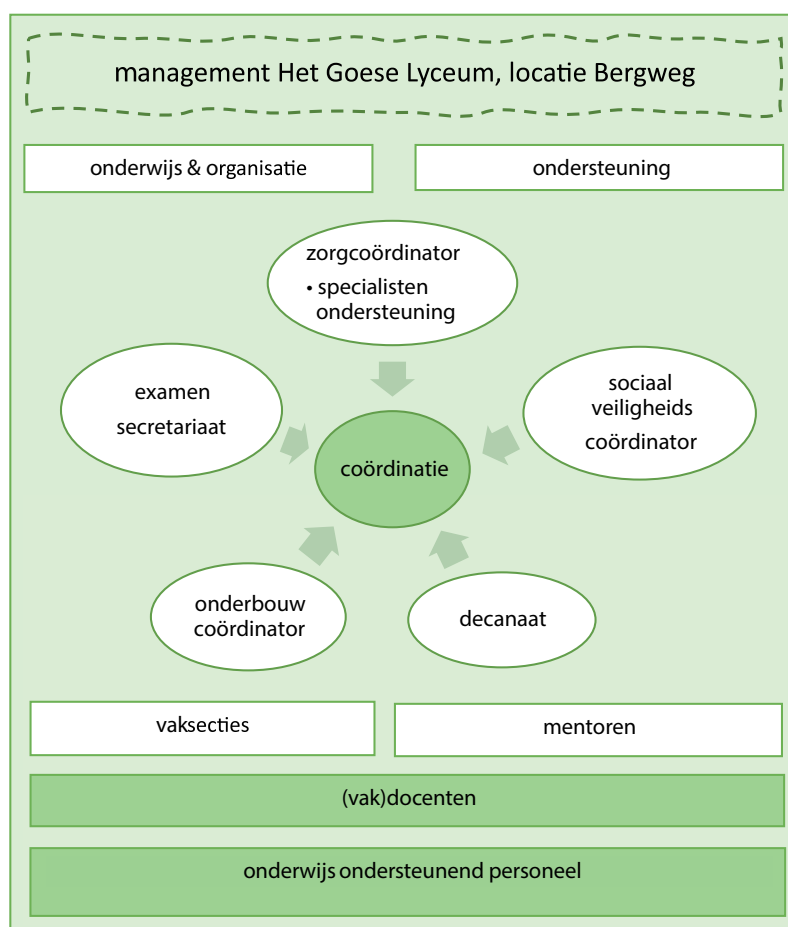 management Het Goese Lyceum, locatie Bergweg
onderwijs & organisatie
ondersteuning
zorgcoördinator
• specialisten
ondersteuning
examen
secretariaat
sociaal
veiligheids
coördinator
coördinatie
onderbouw
coördinator
decanaat
vaksecties
mentoren
(vak)docenten
onderwijs ondersteunend personeel